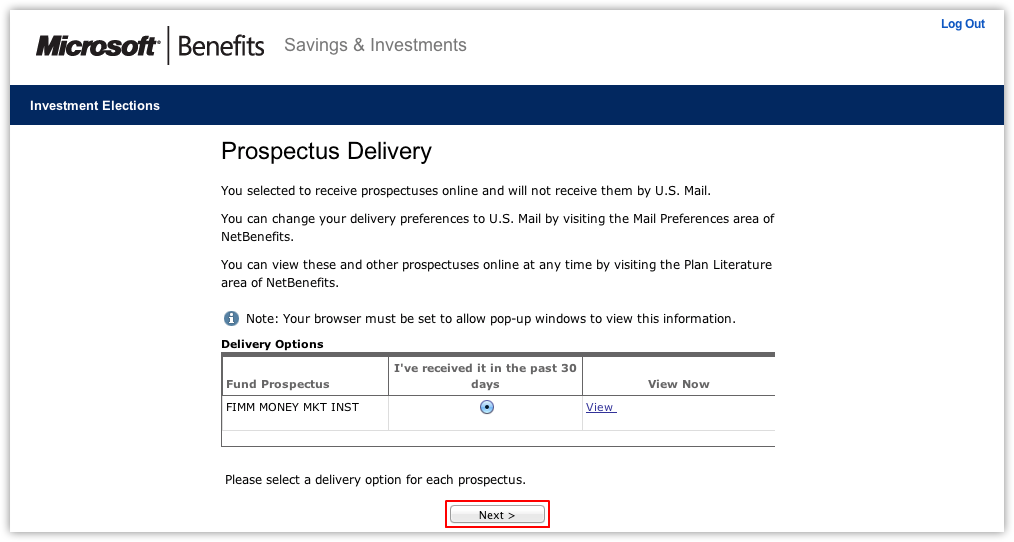 Log Out
Microsoft® Benefits Savings & Investments
Investment Elections
Prospectus Delivery
You selected to receive prospectuses online and will not receive them by U.S. Mail.
You can change your delivery preferences to U.S. Mail by visiting the Mail Preferences area of
NetBenefits.
You can view these and other prospectuses online at any time by visiting the Plan Literature
area of NetBenefits.
Note: Your browser must be set to allow pop-up windows to view this information.
Delivery Options
Fund Prospectus
I've received it in the past 30
days
View Now
FIMM MONEY MKT INST
View
Please select a delivery option for each prospectus.
Next >